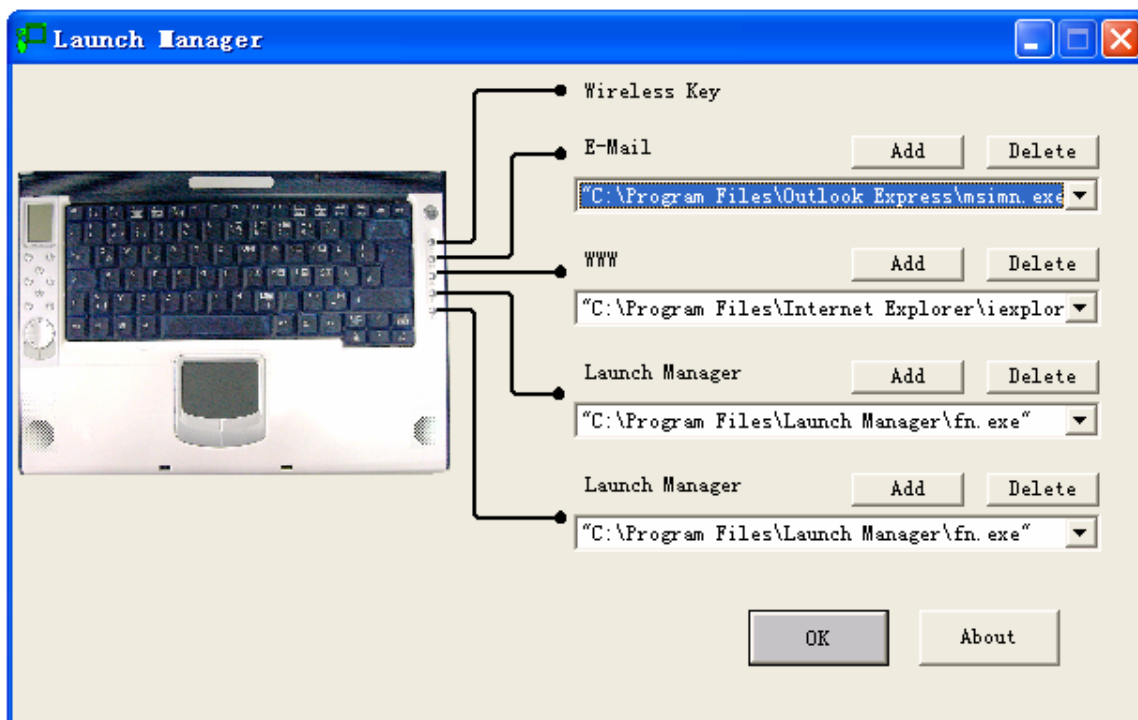 Launch Manager
Wireless Key
E-Mail
Add
Delete
"C:\Program Files\Outlook Express\msimn.exe
WWW
Add
Delete
"C:\Program Files\Internet Explorer\iexplor
Launch Manager
Add
Delete
"C:\Program Files\Launch Manager\fn.exe"
Launch Manager
Add
Delete
"C:\Program Files\Launch Manager\fn.exe"
OK
About